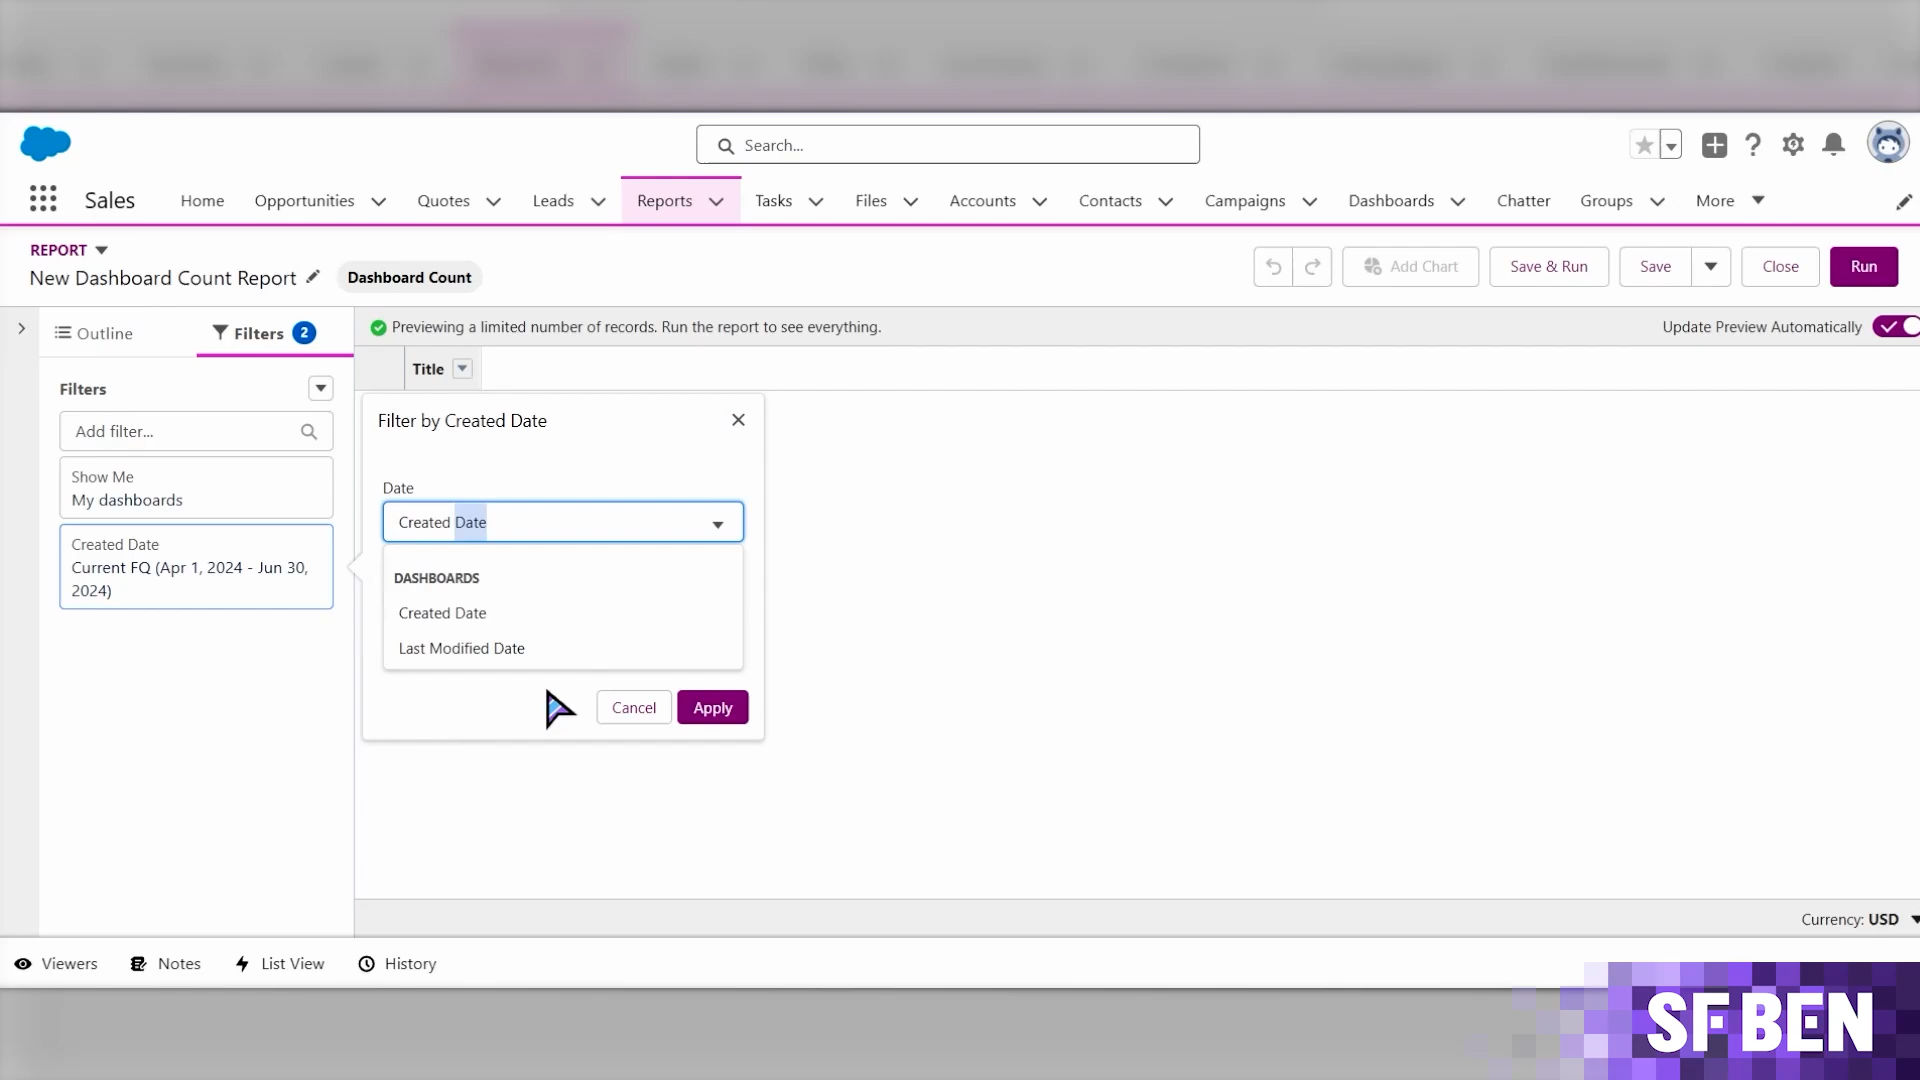 Search...
Sales
Home
Opportunities
Quotes
Leads
Reports
Tasks
Files
Accounts
Contacts
Campaigns
Dashboards
Chatter
Groups
More
REPORT
New Dashboard Count Report
Dashboard Count
Add Chart
Save & Run
Save
Close
Run
Outline
Filters 2
Previewing a limited number of records. Run the report to see everything.
Update Preview Automatically
Filters
Add filter...
Show Me
My dashboards
Created Date
Current FQ (Apr 1, 2024 - Jun 30,
2024)
Title
Filter by Created Date
Date
Created Date
DASHBOARDS
Created Date
Last Modified Date
Cancel
Apply
Currency: USD
Viewers
Notes
List View
History
SF BEN